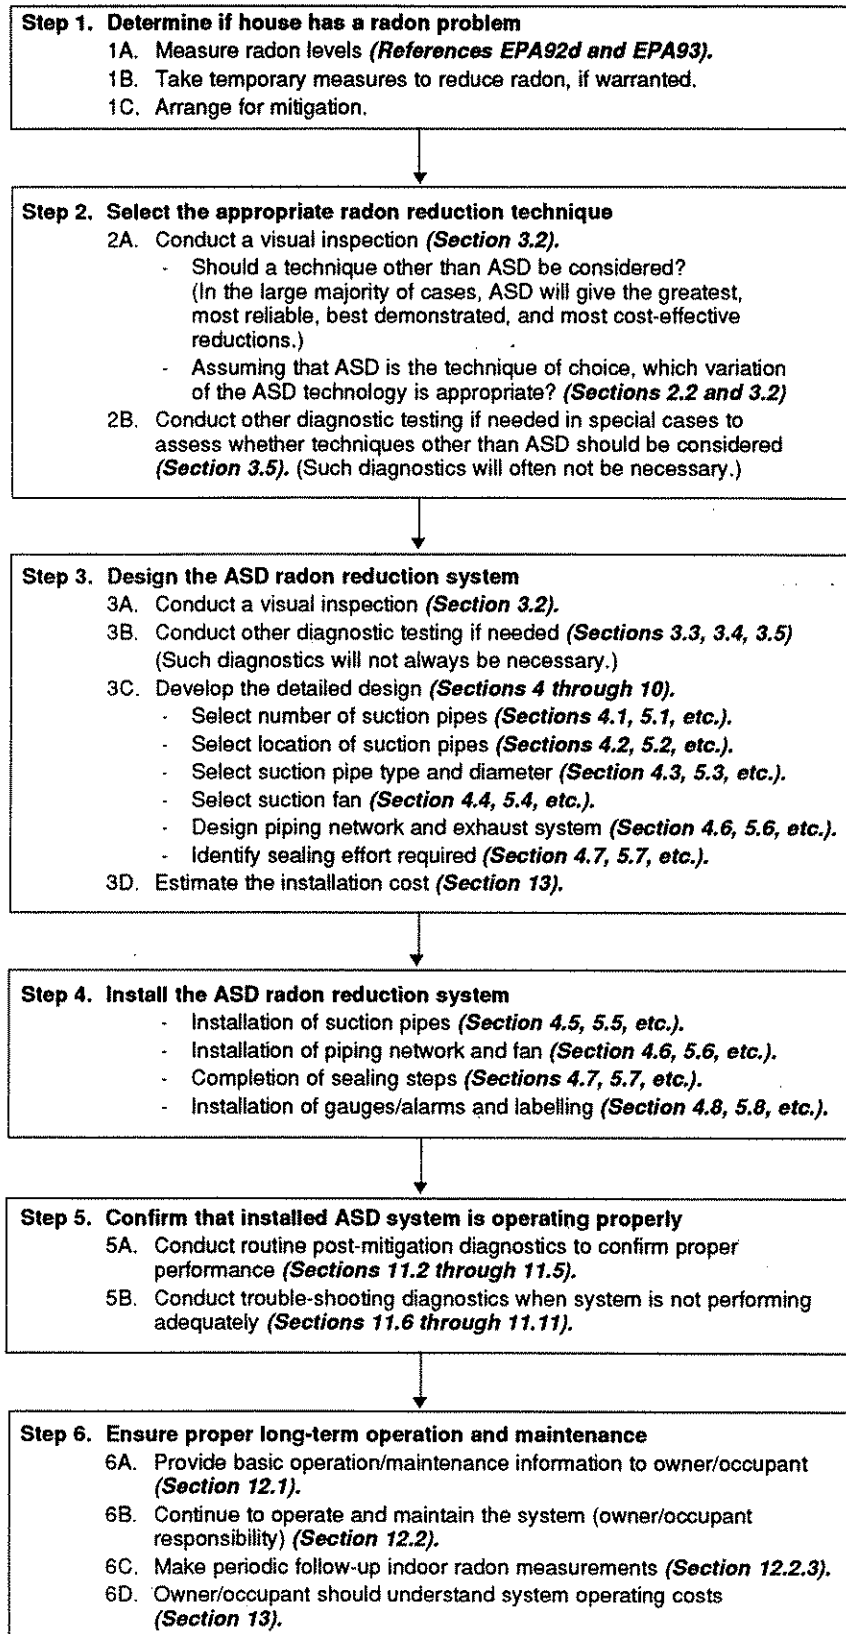 Step 1. Determine if house has a radon problem
1A. Measure radon levels (References EPA92d and EPA93).
1B. Take temporary measures to reduce radon, if warranted.
1C. Arrange for mitigation.
Step 2. Select the appropriate radon reduction technique
2A. Conduct a visual inspection (Section 3.2).
- Should a technique other than ASD be considered?
(In the large majority of cases, ASD will give the greatest,
most reliable, best demonstrated, and most cost-effective
reductions.)
- Assuming that ASD is the technique of choice, which variation
of the ASD technology is appropriate? (Sections 2.2 and 3.2)
2B. Conduct other diagnostic testing if needed in special cases to
assess whether techniques other than ASD should be considered
(Section 3.5). (Such diagnostics will often not be necessary.)
Step 3. Design the ASD radon reduction system
3A. Conduct a visual inspection (Section 3.2).
3B. Conduct other diagnostic testing if needed (Sections 3.3, 3.4, 3.5)
(Such diagnostics will not always be necessary.)
3C. Develop the detailed design (Sections 4 through 10).
- Select number of suction pipes (Sections 4.1, 5.1, etc.).
- Select location of suction pipes (Sections 4.2, 5.2, etc.).
- Select suction pipe type and diameter (Section 4.3, 5.3, etc.).
- Select suction fan (Section 4.4, 5.4, etc.).
- Design piping network and exhaust system (Section 4.6, 5.6, etc.).
- Identify sealing effort required (Section 4.7, 5.7, etc.).
3D. Estimate the installation cost (Section 13).
Step 4. Install the ASD radon reduction system
- Installation of suction pipes (Section 4.5, 5.5, etc.).
- Installation of piping network and fan (Section 4.6, 5.6, etc.).
- Completion of sealing steps (Sections 4.7, 5.7, etc.).
- Installation of gauges/alarms and labelling (Section 4.8, 5.8, etc.).
Step 5. Confirm that installed ASD system is operating properly
5A. Conduct routine post-mitigation diagnostics to confirm proper
performance (Sections 11.2 through 11.5).
5B. Conduct trouble-shooting diagnostics when system is not performing
adequately (Sections 11.6 through 11.11).
Step 6. Ensure proper long-term operation and maintenance
6A. Provide basic operation/maintenance information to owner/occupant
(Section 12.1).
6B. Continue to operate and maintain the system (owner/occupant
responsibility) (Section 12.2).
6C. Make periodic follow-up indoor radon measurements (Section 12.2.3).
6D. Owner/occupant should understand system operating costs
(Section 13).